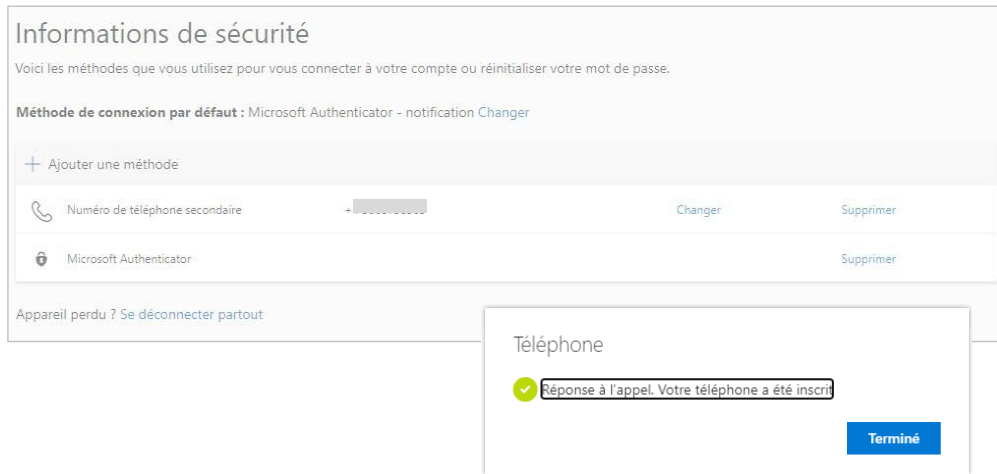 Informations de sécurité
Voici les méthodes que vous utilisez pour vous connecter à votre compte ou réinitialiser votre mot de passe.
Méthode de connexion par défaut : Microsoft Authenticator - notification Changer
+ Ajouter une méthode
Numéro de téléphone secondaire + Changer Supprimer
Microsoft Authenticator Supprimer
Appareil perdu ? Se déconnecter partout
Téléphone
Réponse à l'appel. Votre téléphone a été inscrit
Terminé